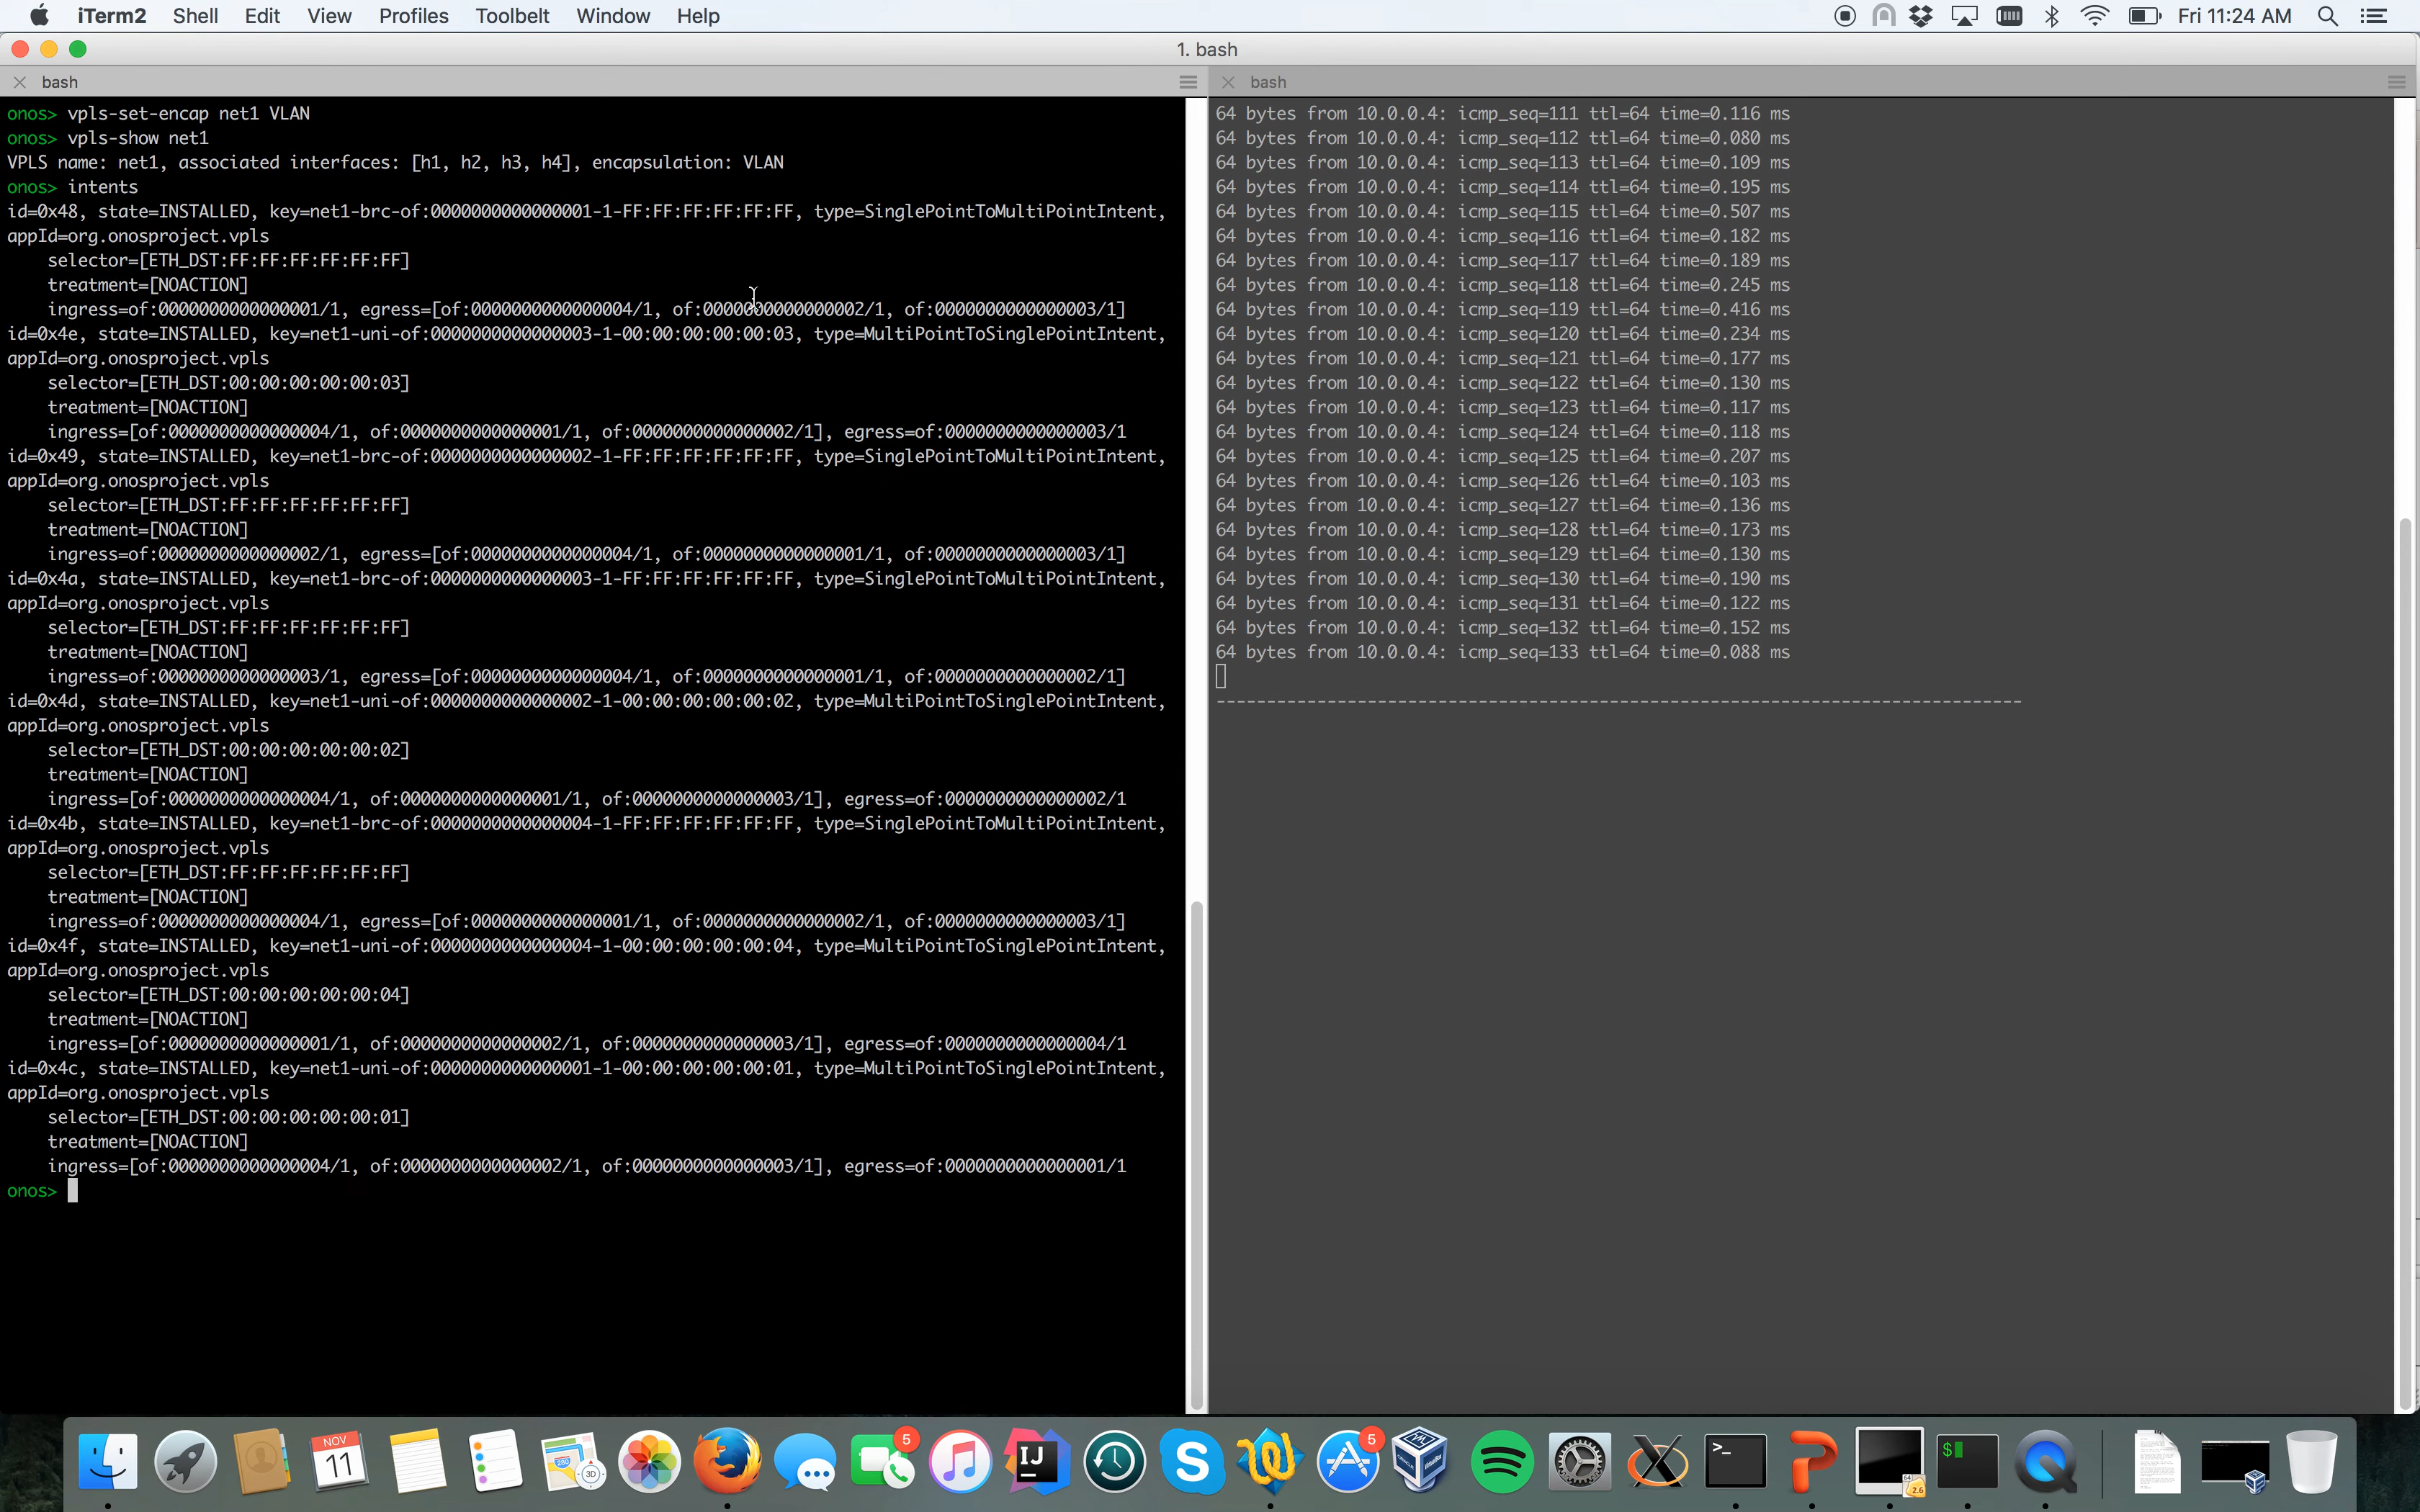 iTerm2 Shell Edit View Profiles Toolbelt Window Help Fri 11:24 AM
1. bash
bash
bash
onos> vpls-set-encap net1 VLAN
onos> vpls-show net1
VPLS name: net1, associated interfaces: [h1, h2, h3, h4], encapsulation: VLAN
onos> intents
id=0x48, state=INSTALLED, key=net1-brc-of:0000000000000001-1-FF:FF:FF:FF:FF:FF, type=SinglePointToMultiPointIntent,
appId=org.onosproject.vpls
selector=[ETH_DST:FF:FF:FF:FF:FF:FF]
treatment=[NOACTION]
ingress=of:0000000000000001/1, egress=[of:0000000000000004/1, of:0000000000000002/1, of:0000000000000003/1]
id=0x4e, state=INSTALLED, key=net1-uni-of:0000000000000003-1-00:00:00:00:00:03, type=MultiPointToSinglePointIntent,
appId=org.onosproject.vpls
selector=[ETH_DST:00:00:00:00:00:03]
treatment=[NOACTION]
ingress=[of:0000000000000004/1, of:0000000000000001/1, of:0000000000000002/1], egress=of:0000000000000003/1
id=0x49, state=INSTALLED, key=net1-brc-of:0000000000000002-1-FF:FF:FF:FF:FF:FF, type=SinglePointToMultiPointIntent,
appId=org.onosproject.vpls
selector=[ETH_DST:FF:FF:FF:FF:FF:FF]
treatment=[NOACTION]
ingress=of:0000000000000002/1, egress=[of:0000000000000004/1, of:0000000000000001/1, of:0000000000000003/1]
id=0x4a, state=INSTALLED, key=net1-brc-of:0000000000000003-1-FF:FF:FF:FF:FF:FF, type=SinglePointToMultiPointIntent,
appId=org.onosproject.vpls
selector=[ETH_DST:FF:FF:FF:FF:FF:FF]
treatment=[NOACTION]
ingress=of:0000000000000003/1, egress=[of:0000000000000004/1, of:0000000000000001/1, of:0000000000000002/1]
id=0x4d, state=INSTALLED, key=net1-uni-of:0000000000000002-1-00:00:00:00:00:02, type=MultiPointToSinglePointIntent,
appId=org.onosproject.vpls
selector=[ETH_DST:00:00:00:00:00:02]
treatment=[NOACTION]
ingress=[of:0000000000000004/1, of:0000000000000001/1, of:0000000000000003/1], egress=of:0000000000000002/1
id=0x4b, state=INSTALLED, key=net1-brc-of:0000000000000004-1-FF:FF:FF:FF:FF:FF, type=SinglePointToMultiPointIntent,
appId=org.onosproject.vpls
selector=[ETH_DST:FF:FF:FF:FF:FF:FF]
treatment=[NOACTION]
ingress=of:0000000000000004/1, egress=[of:0000000000000001/1, of:0000000000000002/1, of:0000000000000003/1]
id=0x4f, state=INSTALLED, key=net1-uni-of:0000000000000004-1-00:00:00:00:00:04, type=MultiPointToSinglePointIntent,
appId=org.onosproject.vpls
selector=[ETH_DST:00:00:00:00:00:04]
treatment=[NOACTION]
ingress=[of:0000000000000001/1, of:0000000000000002/1, of:0000000000000003/1], egress=of:0000000000000004/1
id=0x4c, state=INSTALLED, key=net1-uni-of:0000000000000001-1-00:00:00:00:00:01, type=MultiPointToSinglePointIntent,
appId=org.onosproject.vpls
selector=[ETH_DST:00:00:00:00:00:01]
treatment=[NOACTION]
ingress=[of:0000000000000004/1, of:0000000000000002/1, of:0000000000000003/1], egress=of:0000000000000001/1
onos>
64 bytes from 10.0.0.4: icmp_seq=111 ttl=64 time=0.116 ms
64 bytes from 10.0.0.4: icmp_seq=112 ttl=64 time=0.080 ms
64 bytes from 10.0.0.4: icmp_seq=113 ttl=64 time=0.109 ms
64 bytes from 10.0.0.4: icmp_seq=114 ttl=64 time=0.195 ms
64 bytes from 10.0.0.4: icmp_seq=115 ttl=64 time=0.507 ms
64 bytes from 10.0.0.4: icmp_seq=116 ttl=64 time=0.182 ms
64 bytes from 10.0.0.4: icmp_seq=117 ttl=64 time=0.189 ms
64 bytes from 10.0.0.4: icmp_seq=118 ttl=64 time=0.245 ms
64 bytes from 10.0.0.4: icmp_seq=119 ttl=64 time=0.416 ms
64 bytes from 10.0.0.4: icmp_seq=120 ttl=64 time=0.234 ms
64 bytes from 10.0.0.4: icmp_seq=121 ttl=64 time=0.177 ms
64 bytes from 10.0.0.4: icmp_seq=122 ttl=64 time=0.130 ms
64 bytes from 10.0.0.4: icmp_seq=123 ttl=64 time=0.117 ms
64 bytes from 10.0.0.4: icmp_seq=124 ttl=64 time=0.118 ms
64 bytes from 10.0.0.4: icmp_seq=125 ttl=64 time=0.207 ms
64 bytes from 10.0.0.4: icmp_seq=126 ttl=64 time=0.103 ms
64 bytes from 10.0.0.4: icmp_seq=127 ttl=64 time=0.136 ms
64 bytes from 10.0.0.4: icmp_seq=128 ttl=64 time=0.173 ms
64 bytes from 10.0.0.4: icmp_seq=129 ttl=64 time=0.130 ms
64 bytes from 10.0.0.4: icmp_seq=130 ttl=64 time=0.190 ms
64 bytes from 10.0.0.4: icmp_seq=131 ttl=64 time=0.122 ms
64 bytes from 10.0.0.4: icmp_seq=132 ttl=64 time=0.152 ms
64 bytes from 10.0.0.4: icmp_seq=133 ttl=64 time=0.088 ms
--------------------------------------------------------------------------------
NOV
11
280
3D
5
IJ
S
5
>_
2.6
$